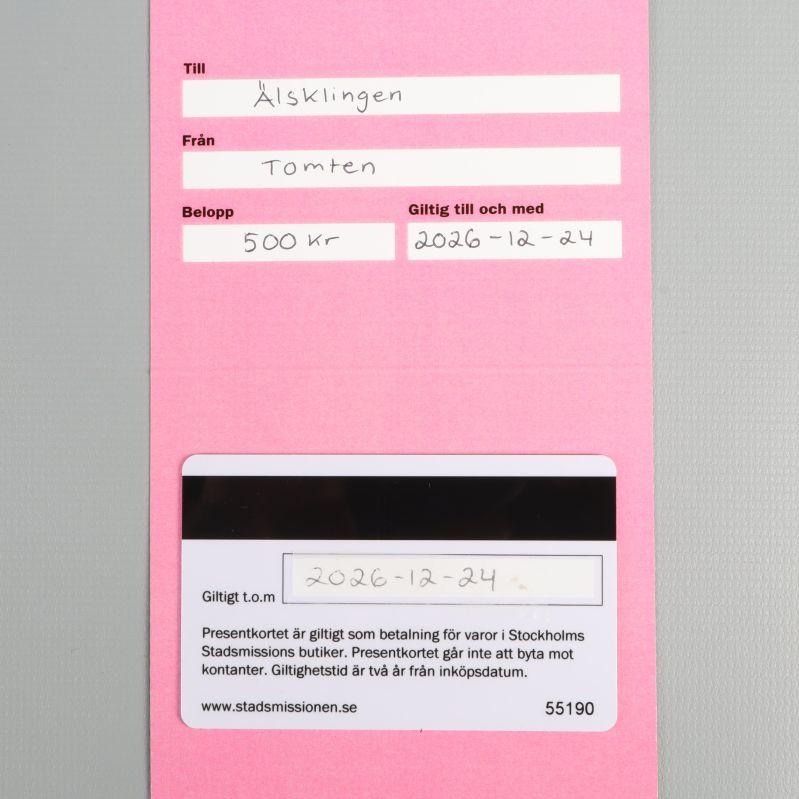 Till
Älsklingen
Från
Tomten
Belopp
Giltig till och med
500 kr
2026-12-24
Giltigt t.o.m
2026-12-24
Presentkortet är giltigt som betalning för varor i Stockholms
Stadsmissions butiker. Presentkortet går inte att byta mot
kontanter. Giltighetstid är två år från inköpsdatum.
www.stadsmissionen.se
55190